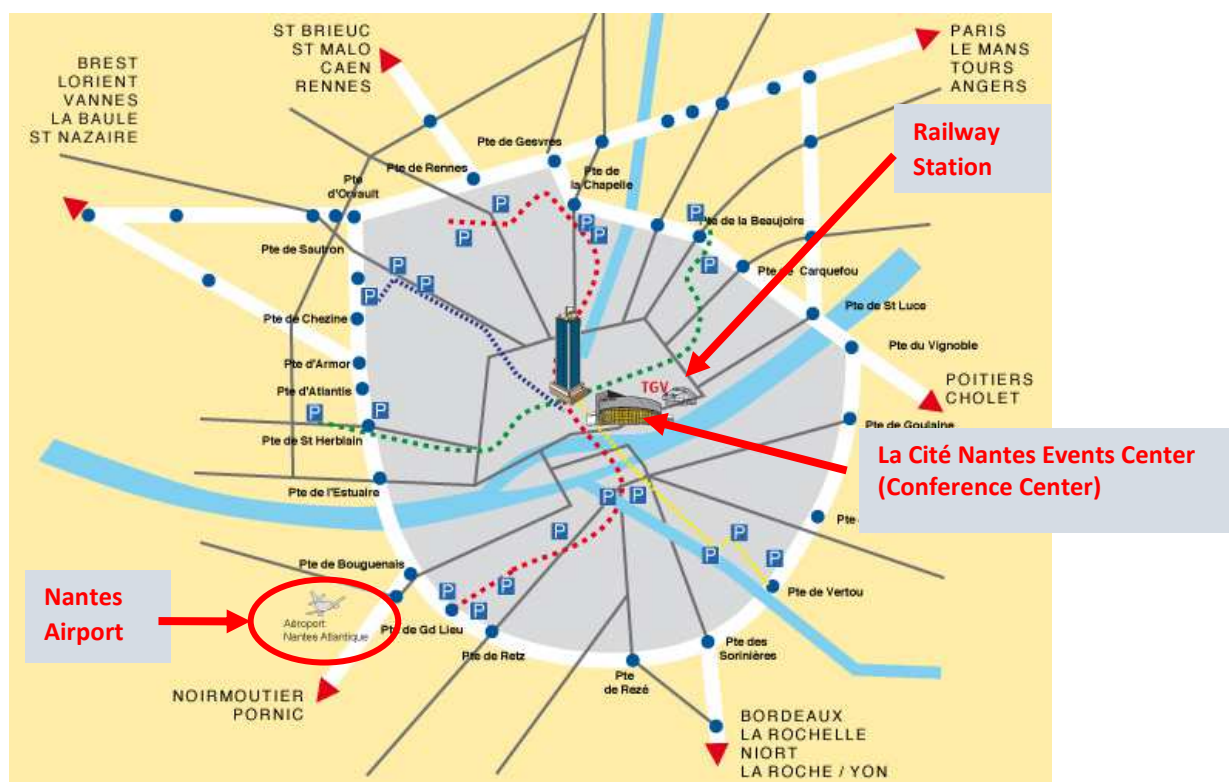 ST BRIEUC
ST MALO
CAEN
RENNES
PARIS
LE MANS
TOURS
ANGERS
BREST
LORIENT
VANNES
LA BAULE
ST NAZAIRE
Railway
Station
Pte de Gesvres
Pte de Rennes
Pte de
la Chapelle
Pte
d'Orvault
P
P
P
P
P
P
Pte de la Beaujoire
Pte de Sautron
P
P
P
P
Pte de Carquefou
Pte de St Luce
Pte de Chezine
Pte du Vignoble
Pte d'Armor
Pte d'Atlantis
TGV
POITIERS
CHOLET
P
P
Pte de St Herblain
Pte de Goulaine
La Cité Nantes Events Center
(Conference Center)
Pte de l'Estuaire
P
P
Pte
P
P
P
Pte de Bouguenais
P
P
P
P
Pte de Vertou
Nantes
Airport
Aéroport
Nantes Atlantique
Pte de Gd Lieu
Pte de Retz
Pte des
Sorinières
Pte
de Rezé
NOIRMOUTIER
PORNIC
BORDEAUX
LA ROCHELLE
NIORT
LA ROCHE / YON